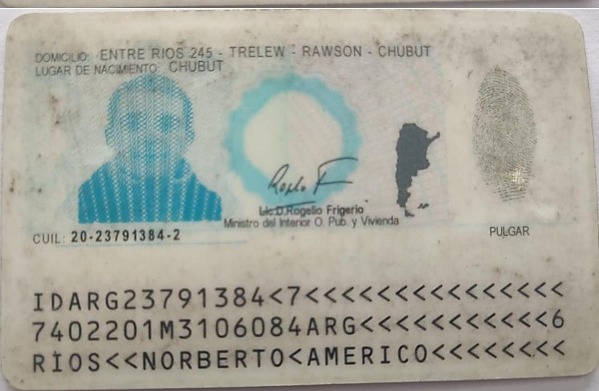 DOMICILIO: ENTRE RIOS 245 - TRELEW - RAWSON - CHUBUT
LUGAR DE NACIMIENTO: CHUBUT
Lic.D.Rogelio Frigerio
Ministro del Interior O. Pub. y Vivienda
CUIL: 20-23791384-2
PULGAR
IDARG23791384<7<<<<<<<<<<<<<<<
7402201M3106084ARG<<<<<<<<<<<6
RIOS<<NORBERTO<AMERICO<<<<<<<<